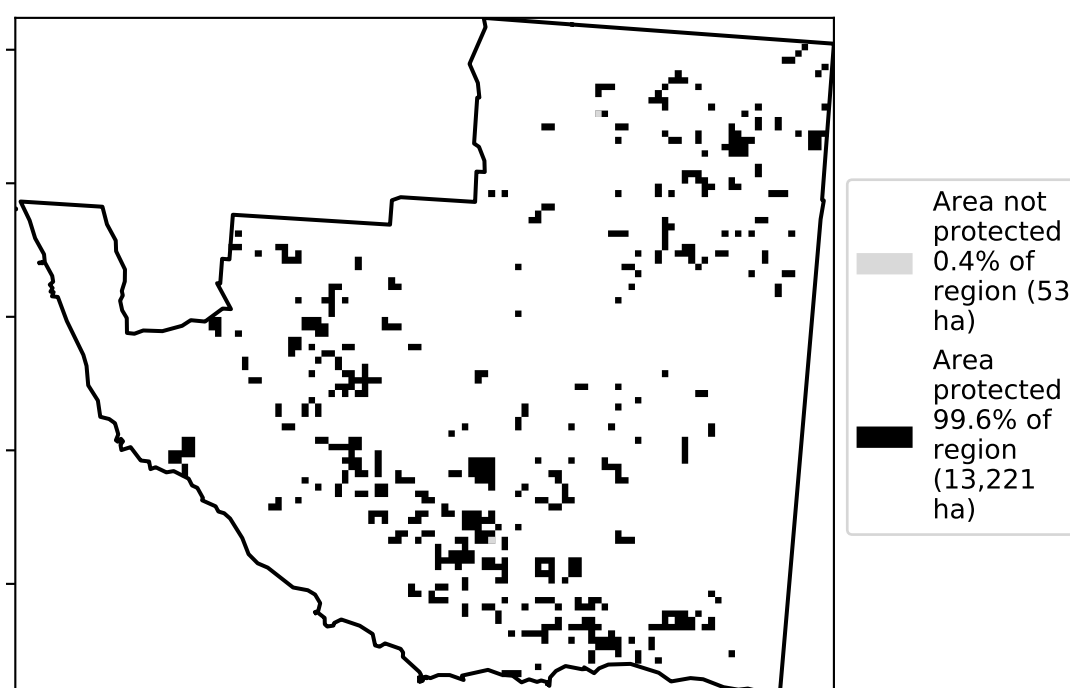 Area not
protected
0.4% of
region (53
ha)
Area
protected
99.6% of
region
(13,221
ha)